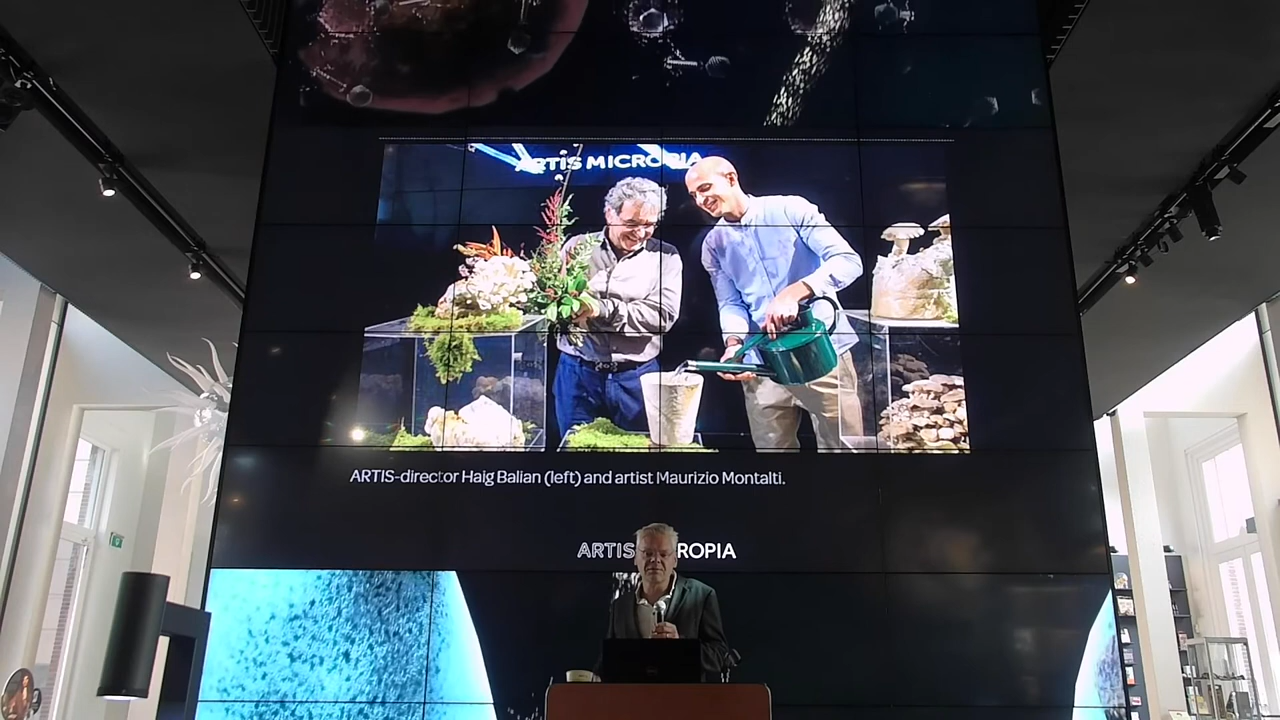 ARTIS MICROPIA
ARTIS-director Haig Balian (left) and artist Maurizio Montalti.
ARTIS ROPIA